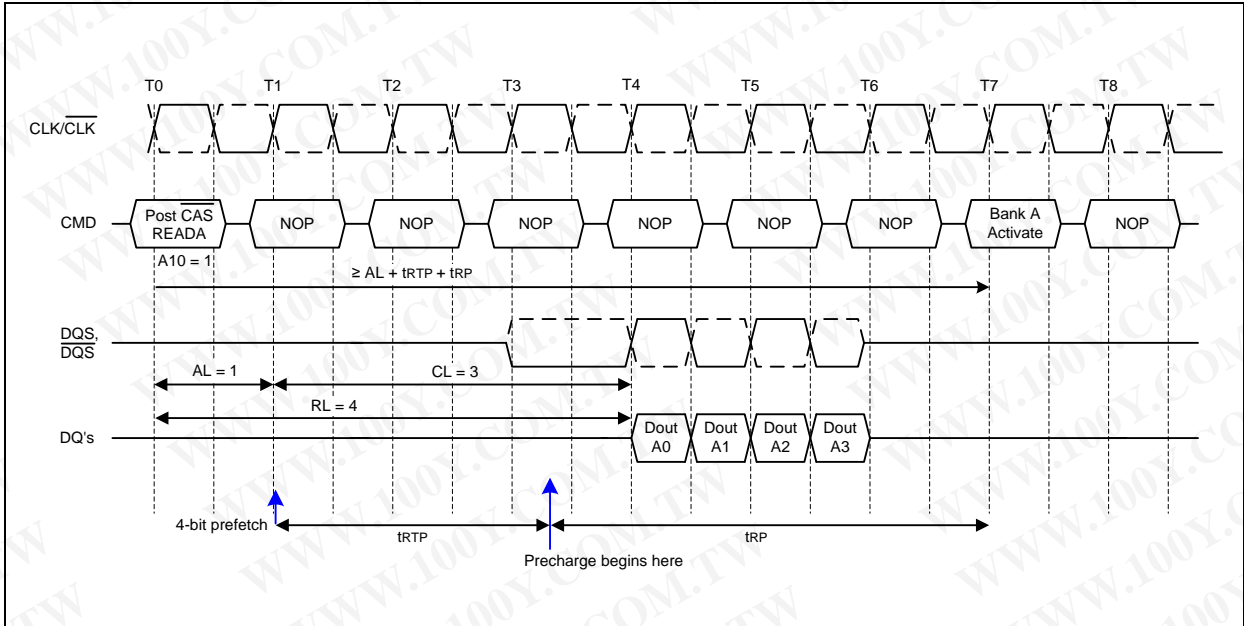 T0 T1 T2 T3 T4 T5 T6 T7 T8
CLK/CLK
CMD
Post CAS
READA
NOP NOP NOP NOP NOP NOP
Bank A
Activate
NOP
A10 = 1
≥ AL + tRTP + tRP
DQS,
DQS
AL = 1
CL = 3
RL = 4
DQ's
Dout
A0
Dout
A1
Dout
A2
Dout
A3
4-bit prefetch
tRTP
tRP
Precharge begins here
WWW.100Y.COM.TW